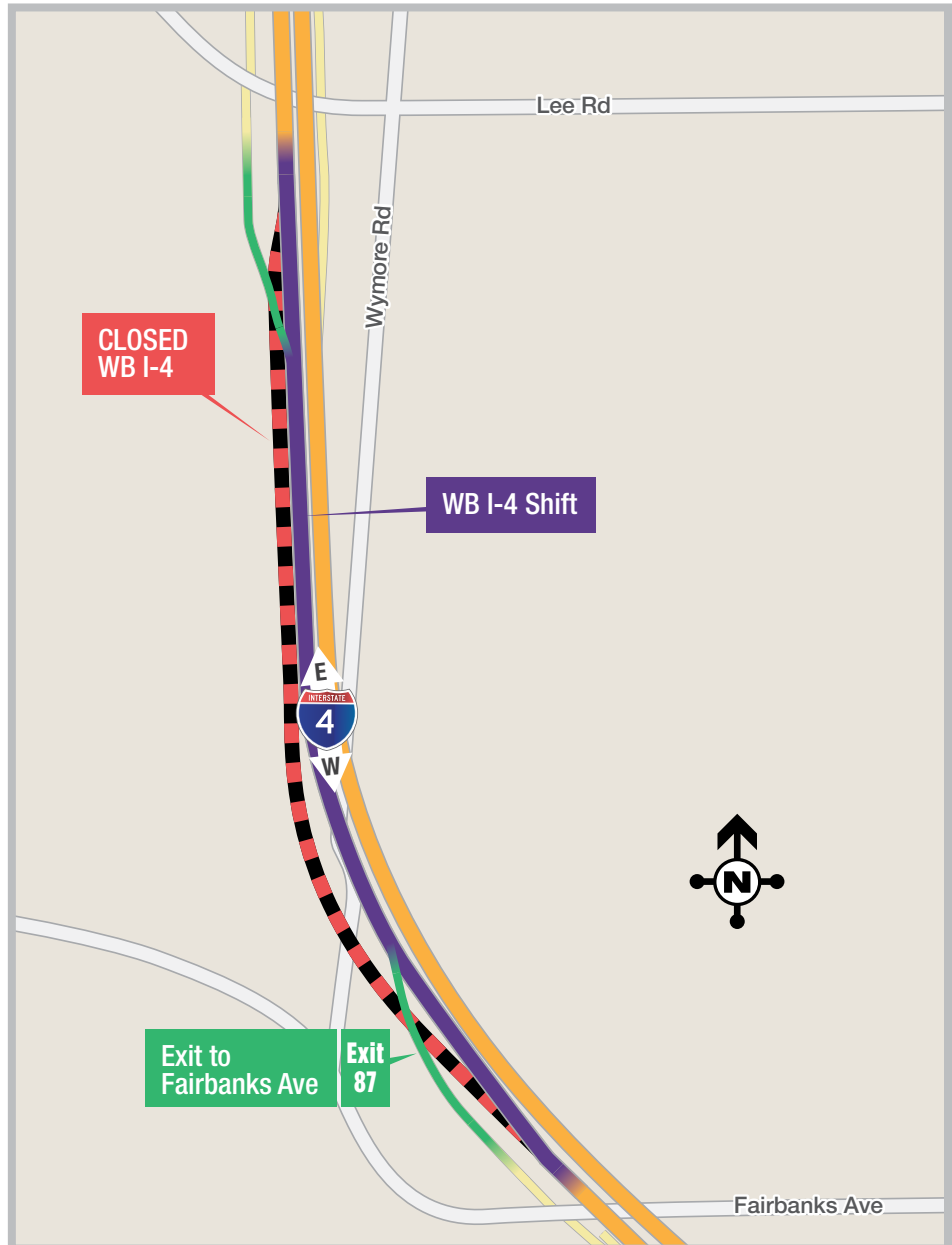 Lee Rd
Wymore Rd
CLOSED
WB I-4
WB I-4 Shift
E
INTERSTATE
4
W
N
Exit to
Fairbanks Ave
Exit
87
Fairbanks Ave